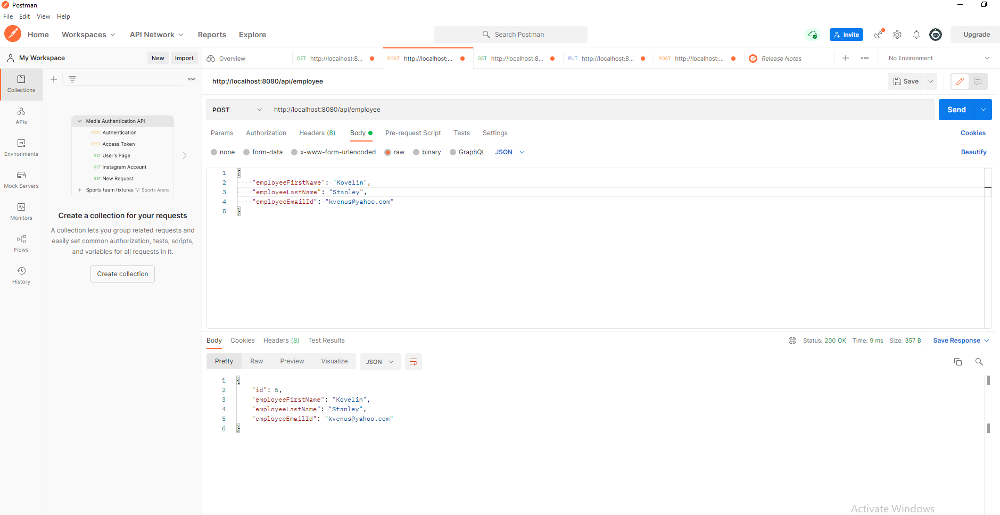 Postman
File Edit View Help
Home Workspaces API Network Reports Explore Search Postman Invite Upgrade
My Workspace New Import Overview GET http://localhost:8... POST http://localhost:... GET http://localhost:8... PUT http://localhost:8... POST http://localhost:... Release Notes No Environment
Collections
APIs
Environments
Mock Servers
Monitors
Flows
History
Media Authentication API
POST Authentication
POST Access Token
GET User's Page
GET Instagram Account
GET New Request
Sports team fixtures Sports Arena
Create a collection for your requests
A collection lets you group related requests and
easily set common authorization, tests, scripts,
and variables for all requests in it.
Create collection
http://localhost:8080/api/employee Save
POST http://localhost:8080/api/employee Send
Params Authorization Headers (8) Body Pre-request Script Tests Settings Cookies
none form-data x-www-form-urlencoded raw binary GraphQL JSON Beautify
1 {
2 "employeeFirstName": "Kovelin",
3 "employeeLastName": "Stanley",
4 "employeeEmailId": "kvenus@yahoo.com"
5 }
Body Cookies Headers (8) Test Results Status: 200 OK Time: 9 ms Size: 357 B Save Response
Pretty Raw Preview Visualize JSON
1 {
2 "id": 5,
3 "employeeFirstName": "Kovelin",
4 "employeeLastName": "Stanley",
5 "employeeEmailId": "kvenus@yahoo.com"
6 }
Activate Windows